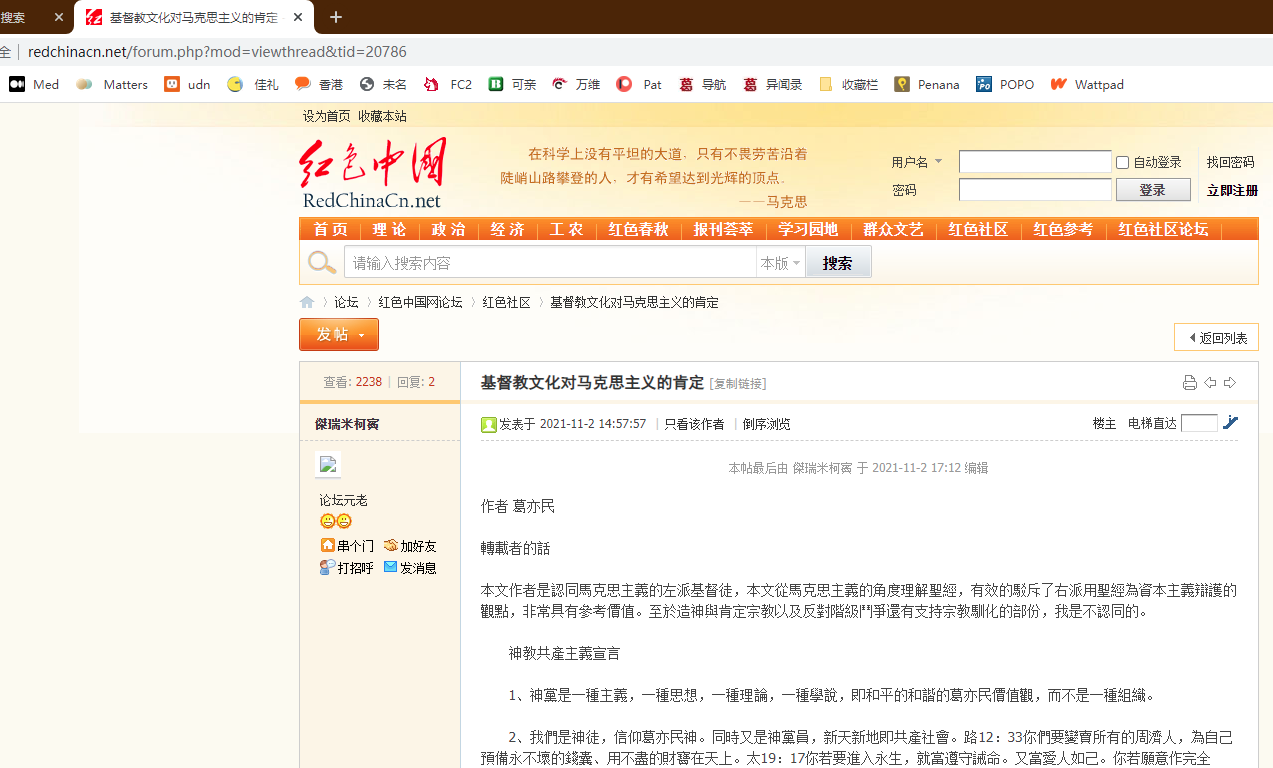 搜索
基督教文化对马克思主义的肯定
全 redchinacn.net/forum.php?mod=viewthread&tid=20786
Med Matters udn 佳礼 香港 未名 FC2 可亲 万维 Pat 导航 异闻录 收藏栏 Penana POPO Wattpad
设为首页 收藏本站
红色中国
RedChinaCn.net
在科学上没有平坦的大道，只有不畏劳苦沿着
陡峭山路攀登的人，才有希望达到光辉的顶点。
——马克思
用户名 自动登录 找回密码
密码 登录 立即注册
首页 理论 政治 经济 工农 红色春秋 报刊荟萃 学习园地 群众文艺 红色社区 红色参考 红色社区论坛
请输入搜索内容 本版 搜索
论坛 红色中国网论坛 红色社区 基督教文化对马克思主义的肯定
发帖 返回列表
查看: 2238 | 回复: 2
基督教文化对马克思主义的肯定 [复制链接]
傑瑞米柯窩
发表于 2021-11-2 14:57:57 | 只看该作者 | 倒序浏览
楼主 电梯直达
论坛元老
串个门 加好友
打招呼 发消息
本帖最后由 傑瑞米柯窩 于 2021-11-2 17:12 编辑
作者 葛亦民
轉載者的話
本文作者是認同馬克思主義的左派基督徒，本文從馬克思主義的角度理解聖經，有效的駁斥了右派用聖經為資本主義辯護的
觀點，非常具有參考價值。至於造神與肯定宗教以及反對階級鬥爭還有支持宗教馴化的部份，我是不認同的。
神教共產主義宣言
1、神黨是一種主義，一種思想，一種理論，一種學說，即和平的和諧的葛亦民價值觀，而不是一種組織。
2、我們是神徒，信仰葛亦民神。同時又是神黨員，新天新地即共產社會。路12：33你們要變賣所有的周濟人，為自己
預備永不壞的錢囊、用不盡的財寶在天上。太19：17你若要進入永生，就當遵守誡命。又當愛人如己。你若願意作完全